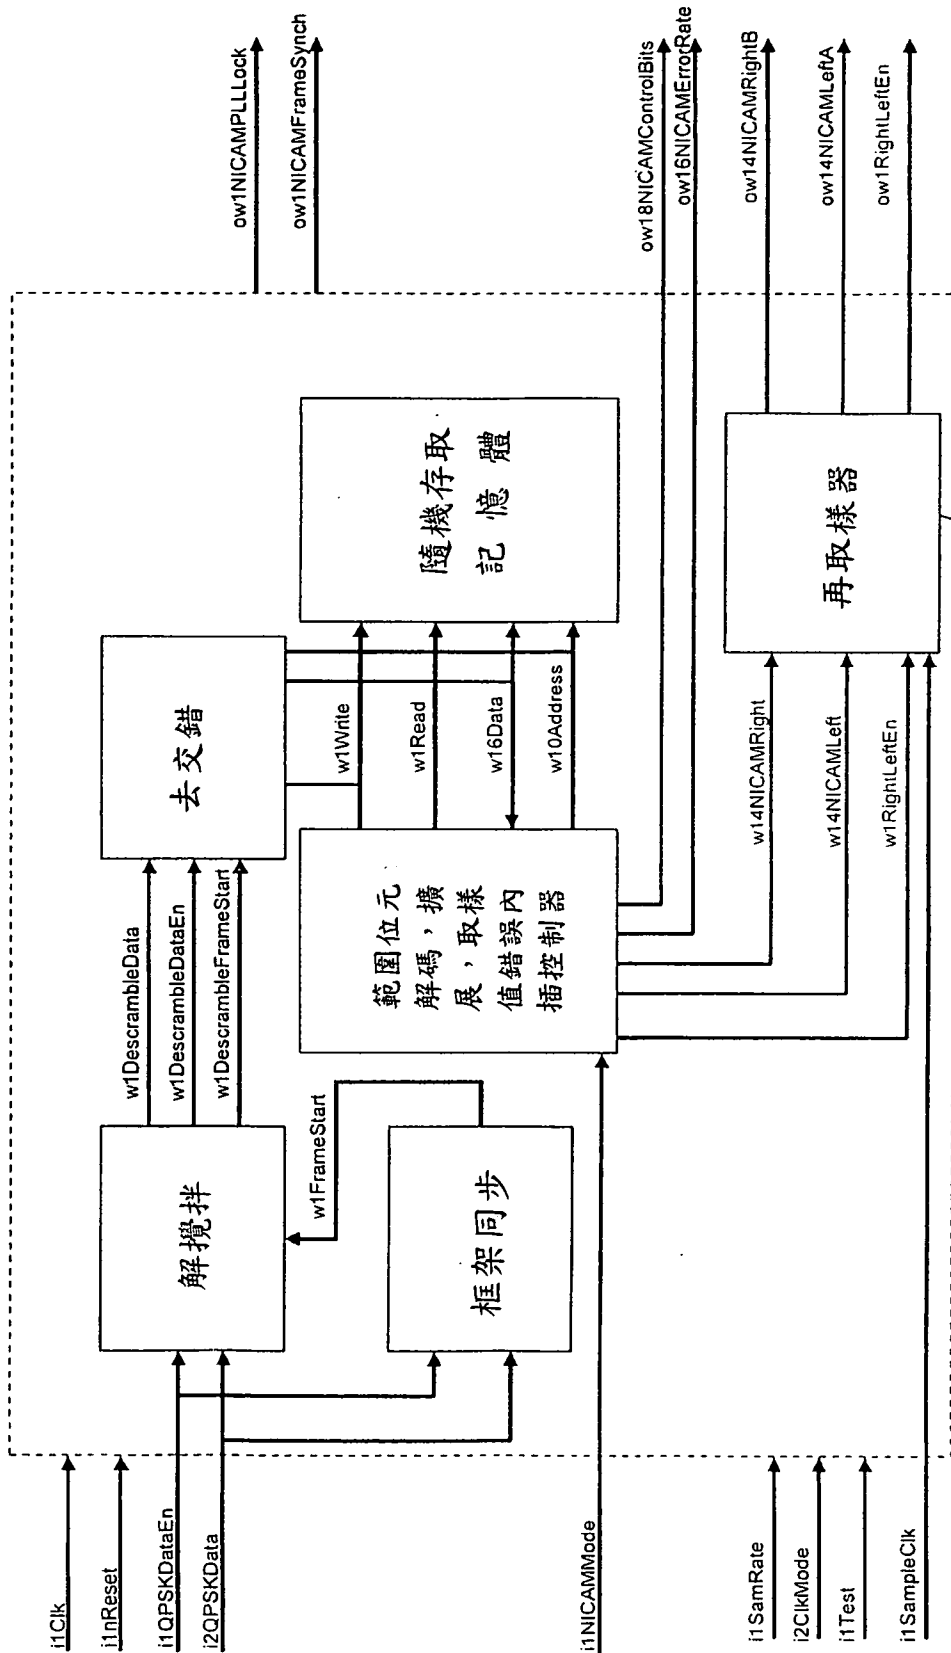 i1Clk
i1nReset
i1QPSKDataEn
i2QPSKData
i1NICAMMode
i1SamRate
i2ClkMode
i1Test
i1SampleClk
解攪拌
框架同步
w1FrameStart
w1DescrambleData
w1DescrambleDataEn
w1DescrambleFrameStart
去交錯
範圍位元
解碼，擴
展，取樣
值錯誤內
插控制器
w1Write
w1Read
w16Data
w10Address
隨機存取
記憶體
w14NICAMRight
w14NICAMLeft
w1RightLeftEn
再取樣器
ow1NICAMPLLLock
ow1NICAMFrameSynch
ow18NICAMControlBits
ow16NICAMErrorRate
ow14NICAMRightB
ow14NICAMLeftA
ow1RightLeftEn